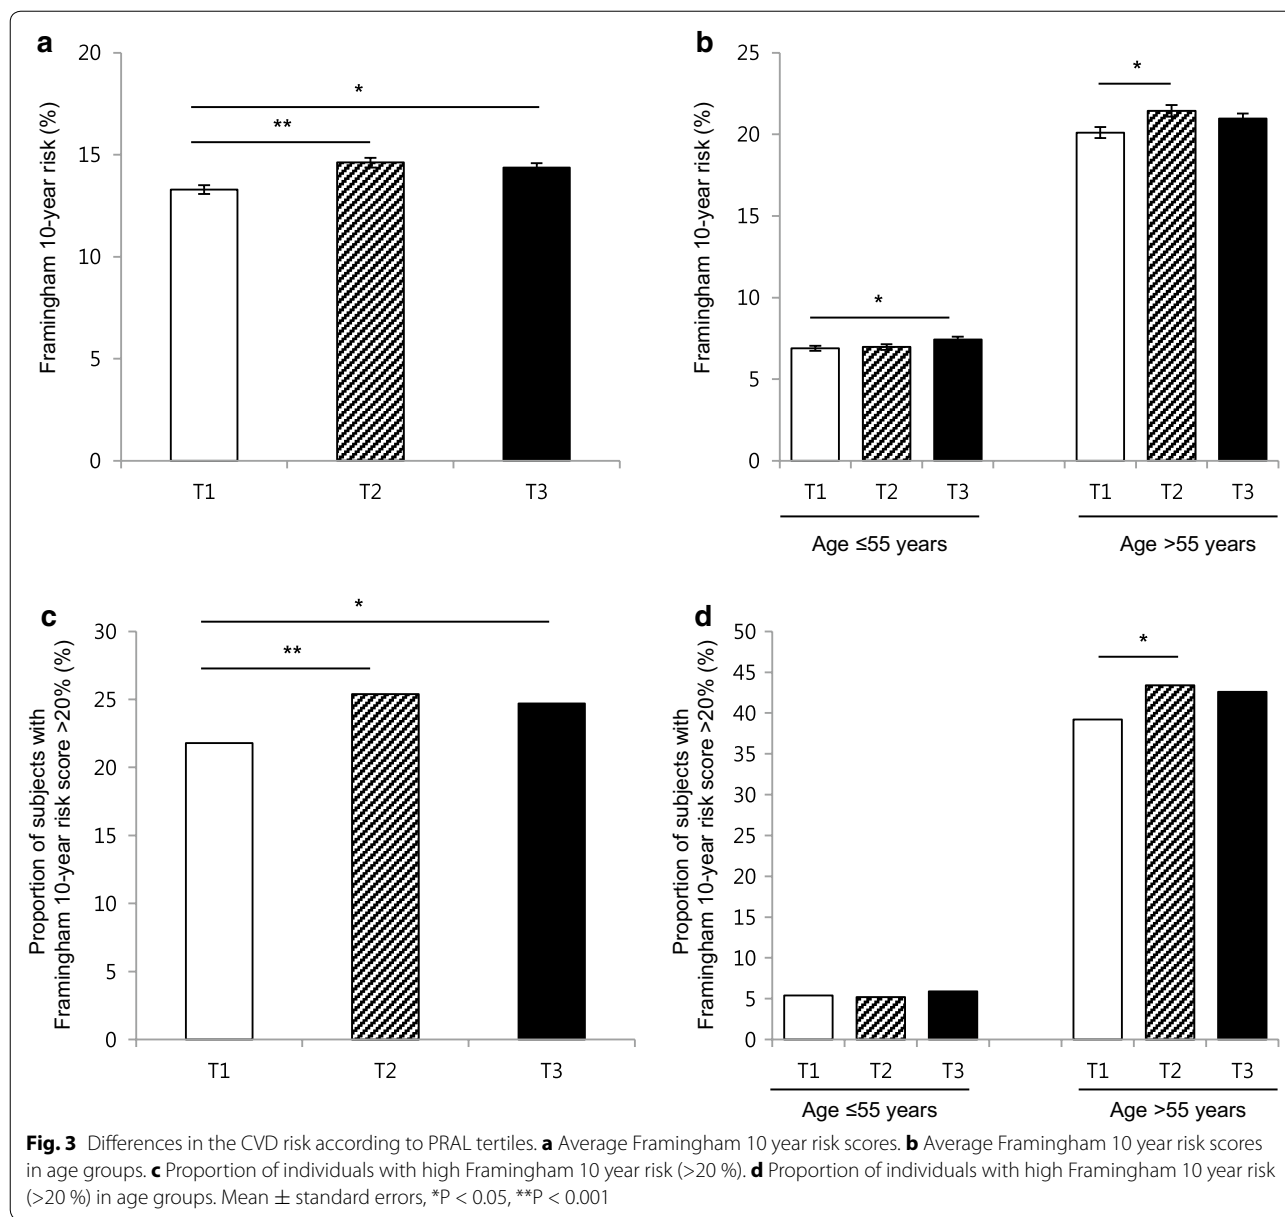 a
Framingham 10-year risk (%)
20
15
10
5
0
*
**
T1 T2 T3
b
Framingham 10-year risk (%)
25
20
15
10
5
0
*
*
T1 T2 T3 T1 T2 T3
Age ≤55 years Age >55 years
c
Proportion of subjects with
Framingham 10-year risk score >20% (%)
30
25
20
15
10
5
0
*
**
T1 T2 T3
d
Proportion of subjects with
Framingham 10-year risk score >20% (%)
50
45
40
35
30
25
20
15
10
5
0
*
T1 T2 T3 T1 T2 T3
Age ≤55 years Age >55 years
Fig. 3 Differences in the CVD risk according to PRAL tertiles. a Average Framingham 10 year risk scores. b Average Framingham 10 year risk scores
in age groups. c Proportion of individuals with high Framingham 10 year risk (>20 %). d Proportion of individuals with high Framingham 10 year risk
(>20 %) in age groups. Mean ± standard errors, *P < 0.05, **P < 0.001